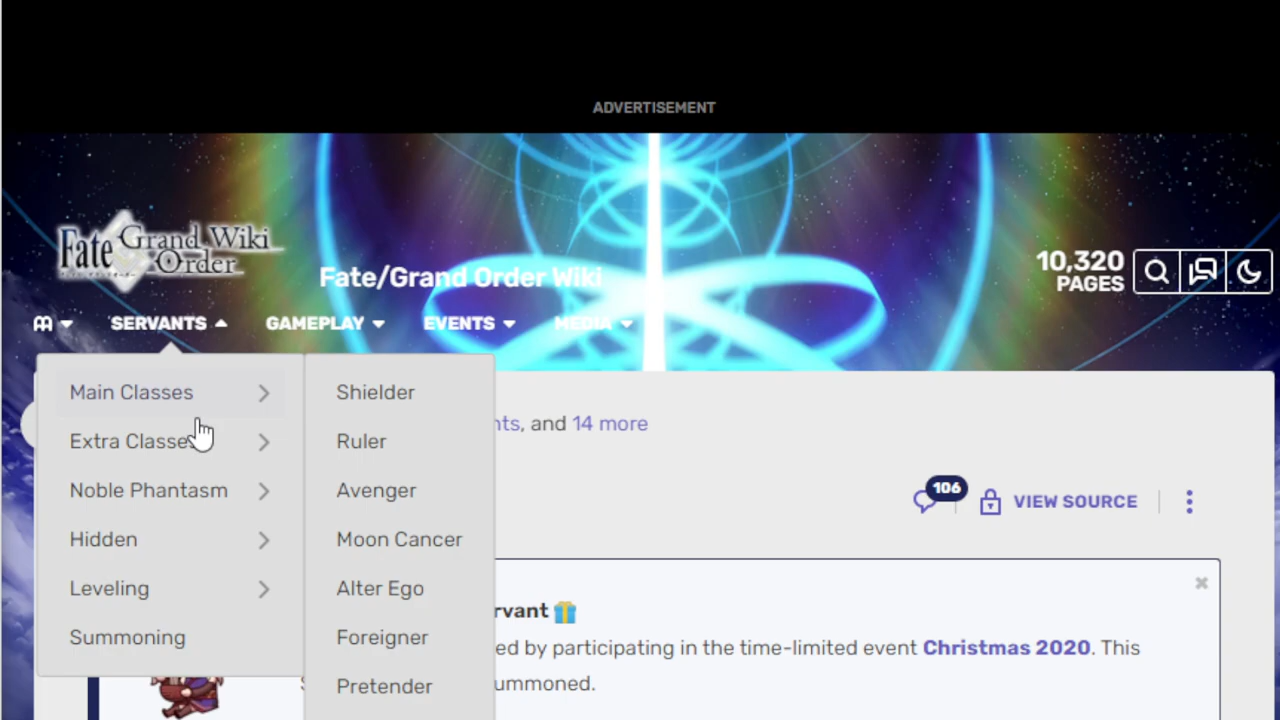 ADVERTISEMENT
Fate Grand Wiki
Order
Fate/Grand Order Wiki
10,320
PAGES
SERVANTS GAMEPLAY EVENTS MEDIA
Main Classes
Extra Classes
Noble Phantasm
Hidden
Leveling
Summoning
Shielder
Ruler
Avenger
Moon Cancer
Alter Ego
Foreigner
Pretender
nts, and 14 more
106
VIEW SOURCE
rvant
ed by participating in the time-limited event Christmas 2020. This
ummoned.